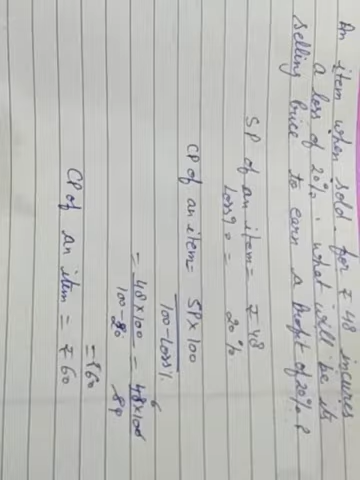 An item when sold for ₹ 48 incures
a loss of 20%. what will be its
selling price to earn a profit of 20%?
SP of an item = ₹ 48
Loss% = 20%
CP of an item = SP × 100
100 - Loss%
= 48 × 100 = 48 × 100 6
100 - 20 80
= ₹60
CP of an item = ₹ 60